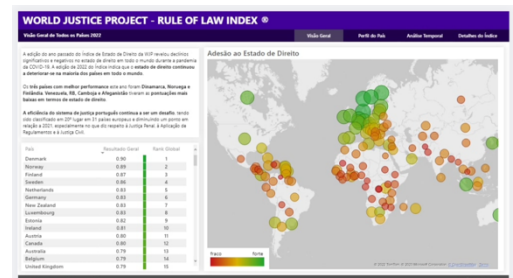 WORLD JUSTICE PROJECT - RULE OF LAW INDEX ®
Visão Geral de Todos os Países 2022
Visão Geral
Perfil do País
Análise Temporal
Detalhes do Índice
A edição do ano passado do Índice de Estado de Direito da WJP revelou declínios
significativos e negativos no estado de direito em todo o mundo durante a pandemia
da COVID-19. A edição de 2022 do Índice indica que o estado de direito continuou
a deteriorar-se na maioria dos países em todo o mundo.
Os três países com melhor performance este ano foram Dinamarca, Noruega e
Finlândia. Venezuela, RB, Camboja e Afeganistão tiveram as pontuações mais
baixas em termos de estado de direito.
A eficiência do sistema de justiça português continua a ser um desafio, tendo
sido classificado em 20º lugar em 31 países europeus e diminuindo um ponto em
relação a 2021, especialmente no que diz respeito à Justiça Penal, à Aplicação de
Regulamentos e à Justiça Civil.
País Resultado Geral Rank Global
Denmark 0.90 1
Norway 0.89 2
Finland 0.87 3
Sweden 0.86 4
Netherlands 0.83 5
Germany 0.83 6
New Zealand 0.83 7
Luxembourg 0.83 8
Estonia 0.82 9
Ireland 0.81 10
Austria 0.80 11
Canada 0.80 12
Australia 0.79 13
Belgium 0.79 14
United Kingdom 0.79 15
Adesão ao Estado de Direito
Fraco
Forte